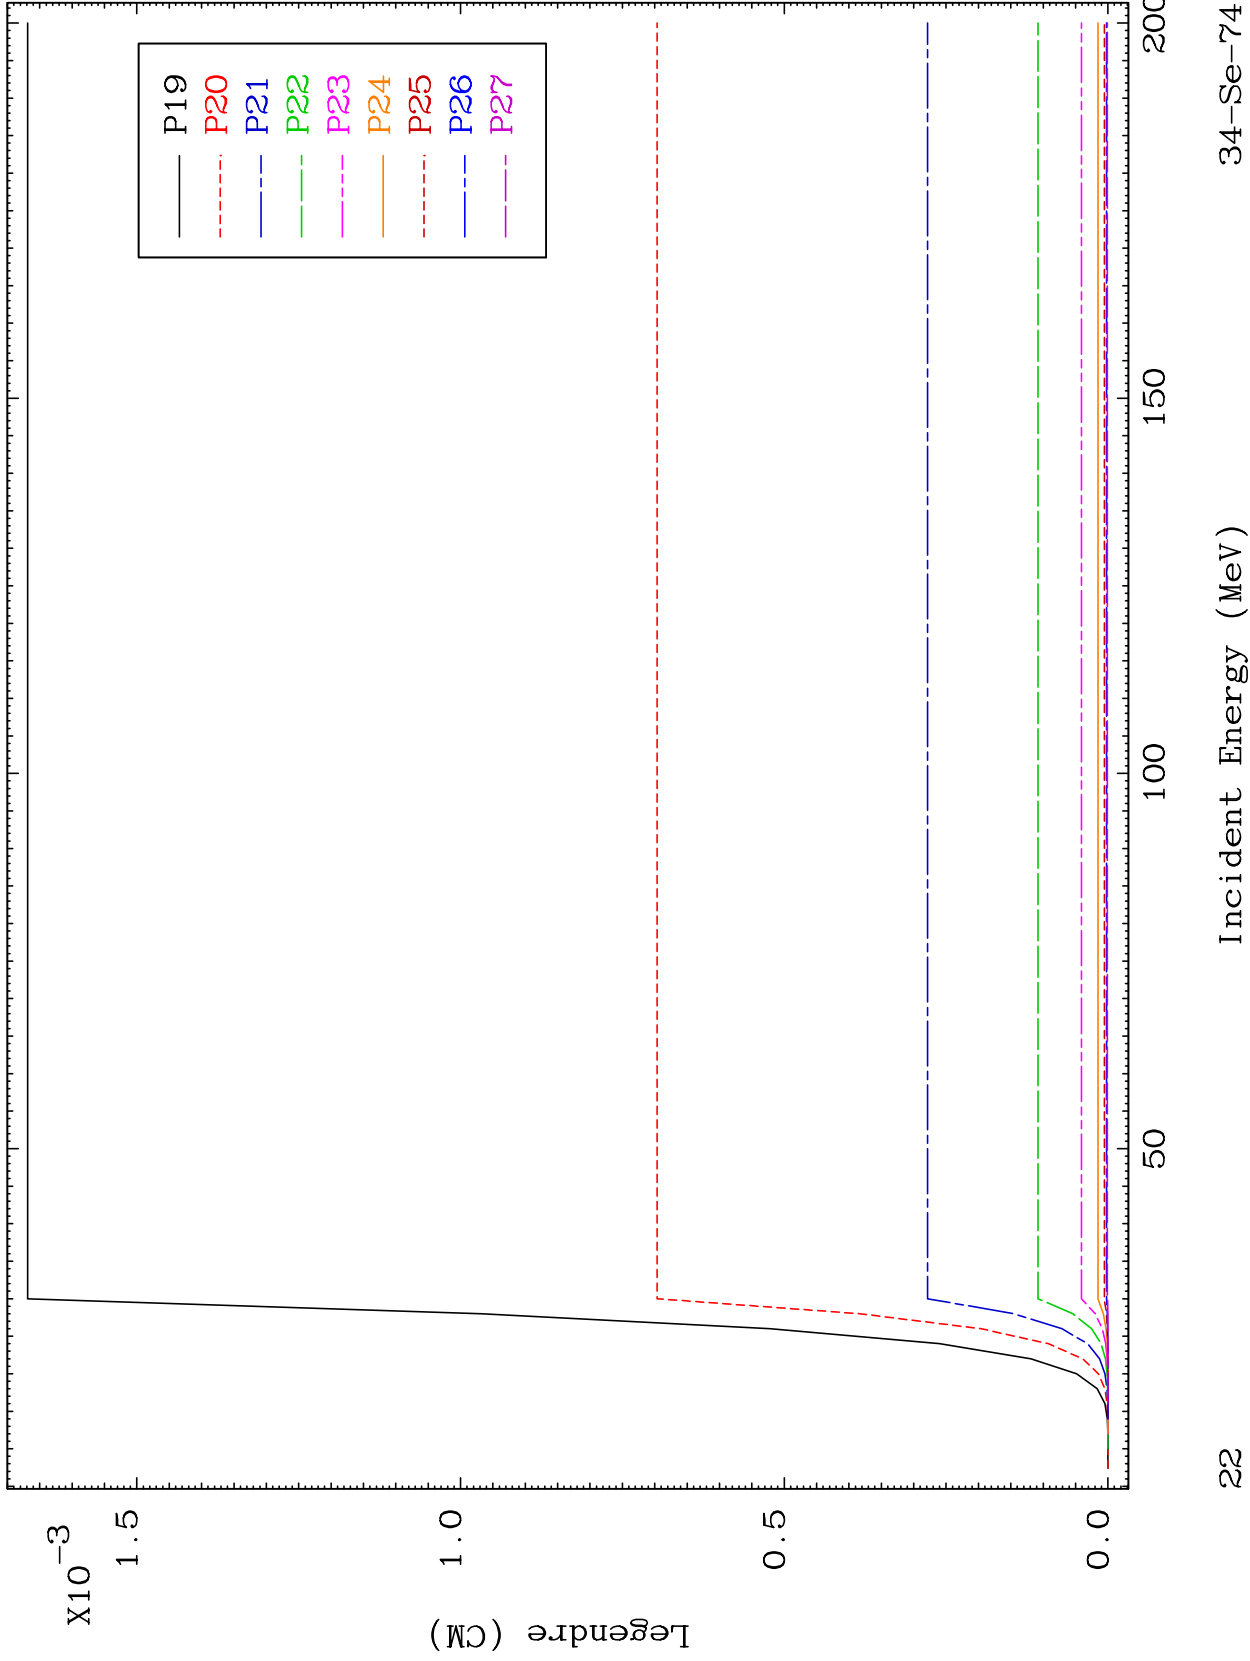 X10-3
1.5
1.0
0.5
0.0
Legendre (CM)
P19
P20
P21
P22
P23
P24
P25
P26
P27
50
100
150
200
Incident Energy (MeV)
22
34-Se-74